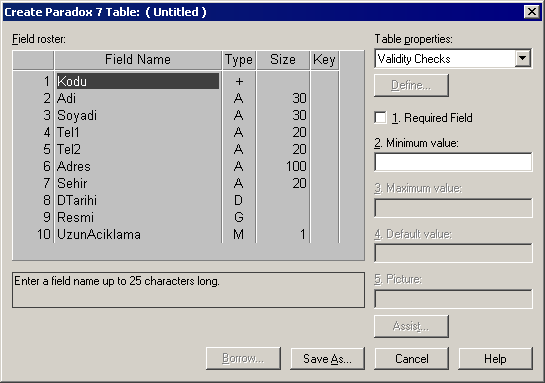 Create Paradox 7 Table: ( Untitled )
Field roster:
Field Name Type Size Key
1 Kodu +
2 Adi A 30
3 Soyadi A 30
4 Tel1 A 20
5 Tel2 A 20
6 Adres A 100
7 Sehir A 20
8 DTarihi D
9 Resmi G
10 UzunAciklama M 1
Enter a field name up to 25 characters long.
Table properties:
Validity Checks
Define...
1. Required Field
2. Minimum value:
3. Maximum value:
4. Default value:
5. Picture:
Assist...
Borrow... Save As... Cancel Help